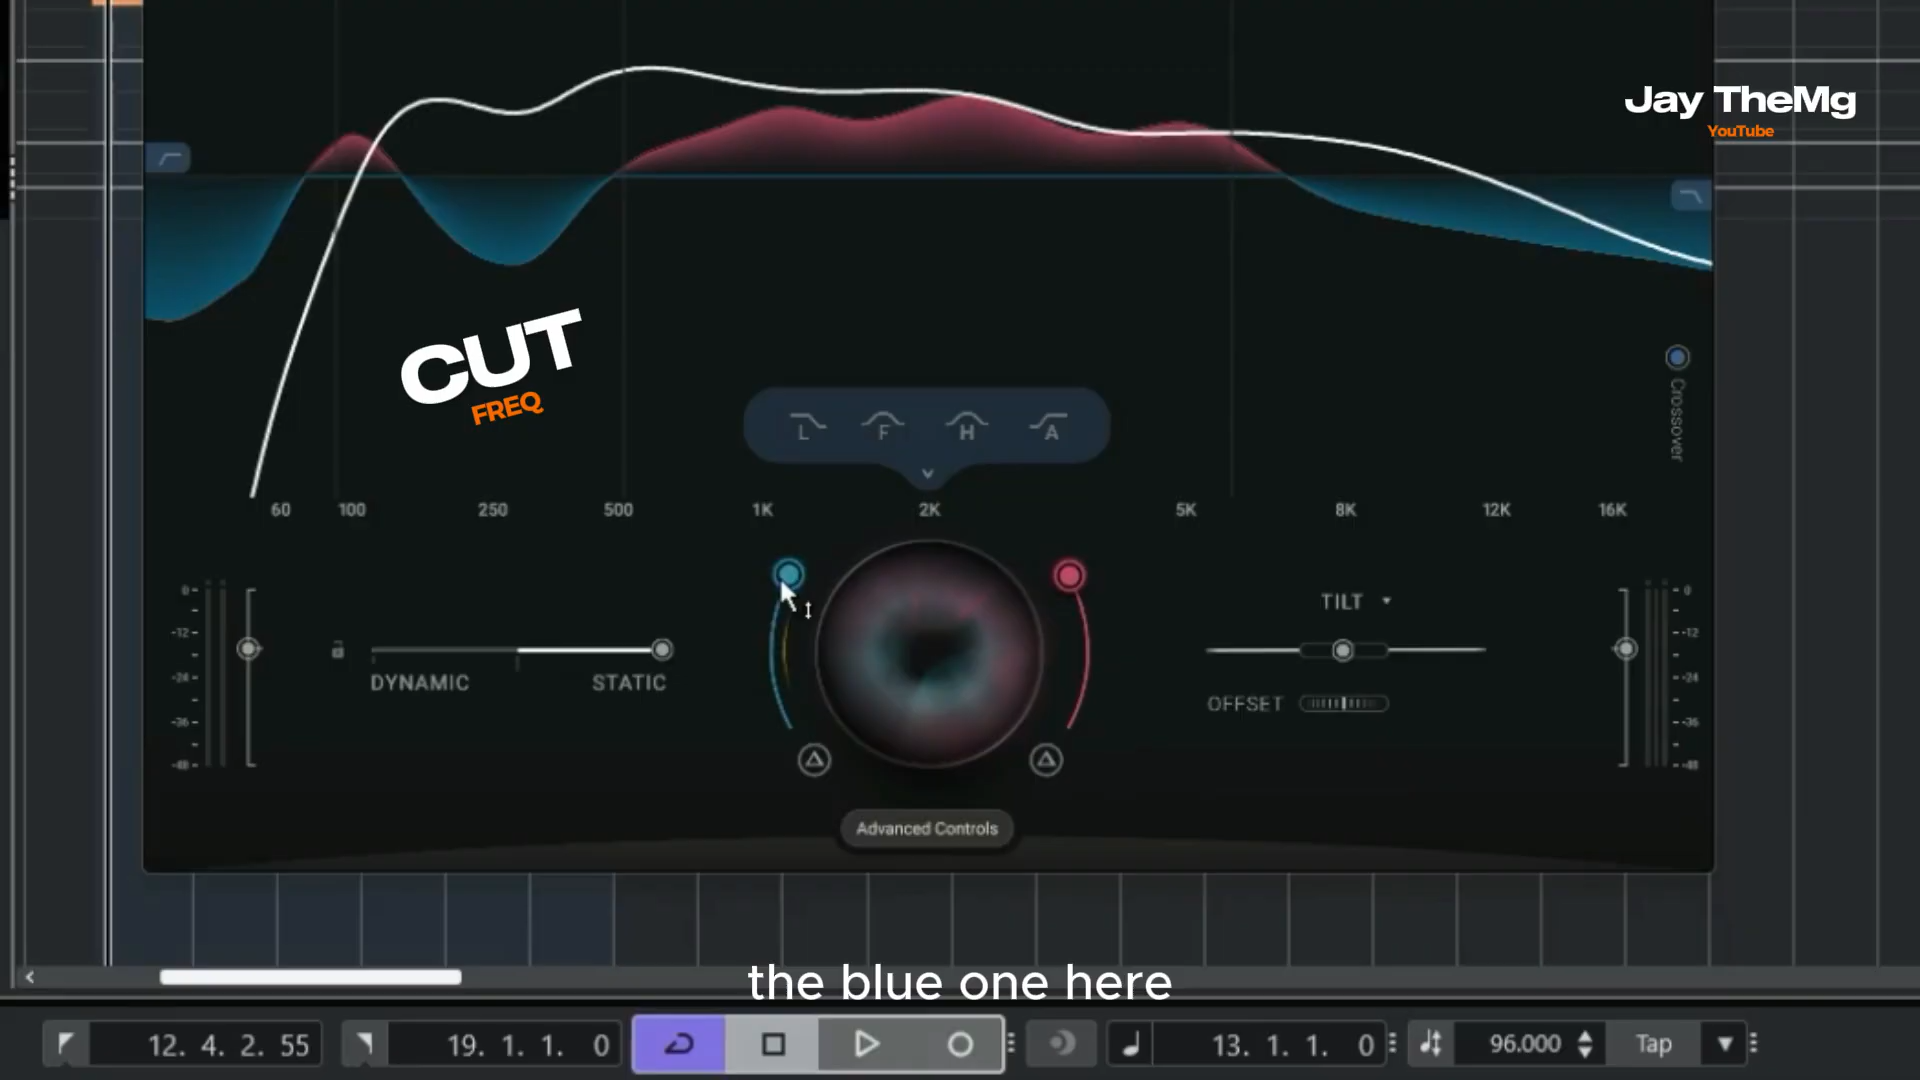 Jay TheMg
YouTube
CUT
FREQ
L F H A
Crossover
60 100 250 500 1K 2K 5K 8K 12K 16K
0
-12
-24
-36
-48
DYNAMIC STATIC
TILT
OFFSET
0
-12
-24
-36
-48
Advanced Controls
the blue one here
12. 4. 2. 55
19. 1. 1. 0
13. 1. 1. 0
96.000
Tap